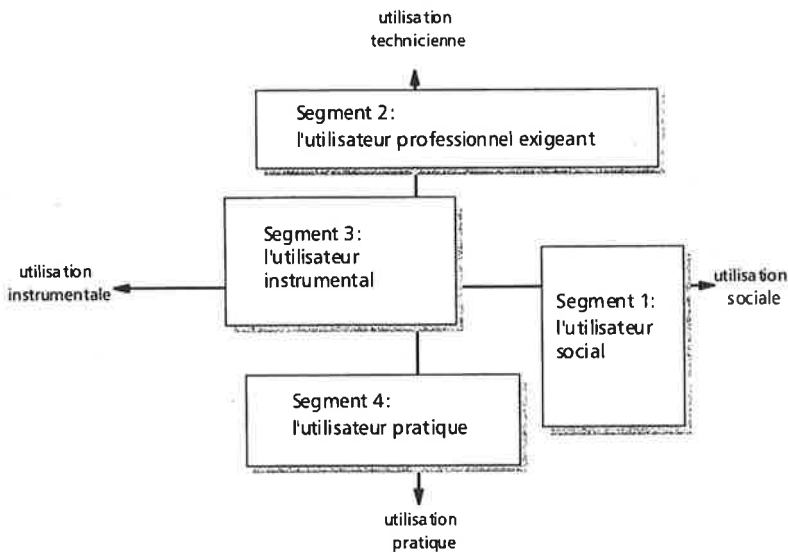 utilisation
technicienne
Segment 2:
l'utilisateur professionnel exigeant
Segment 3:
l'utilisateur
instrumental
utilisation
instrumentale
Segment 1:
l'utilisateur
social
utilisation
sociale
Segment 4:
l'utilisateur pratique
utilisation
pratique